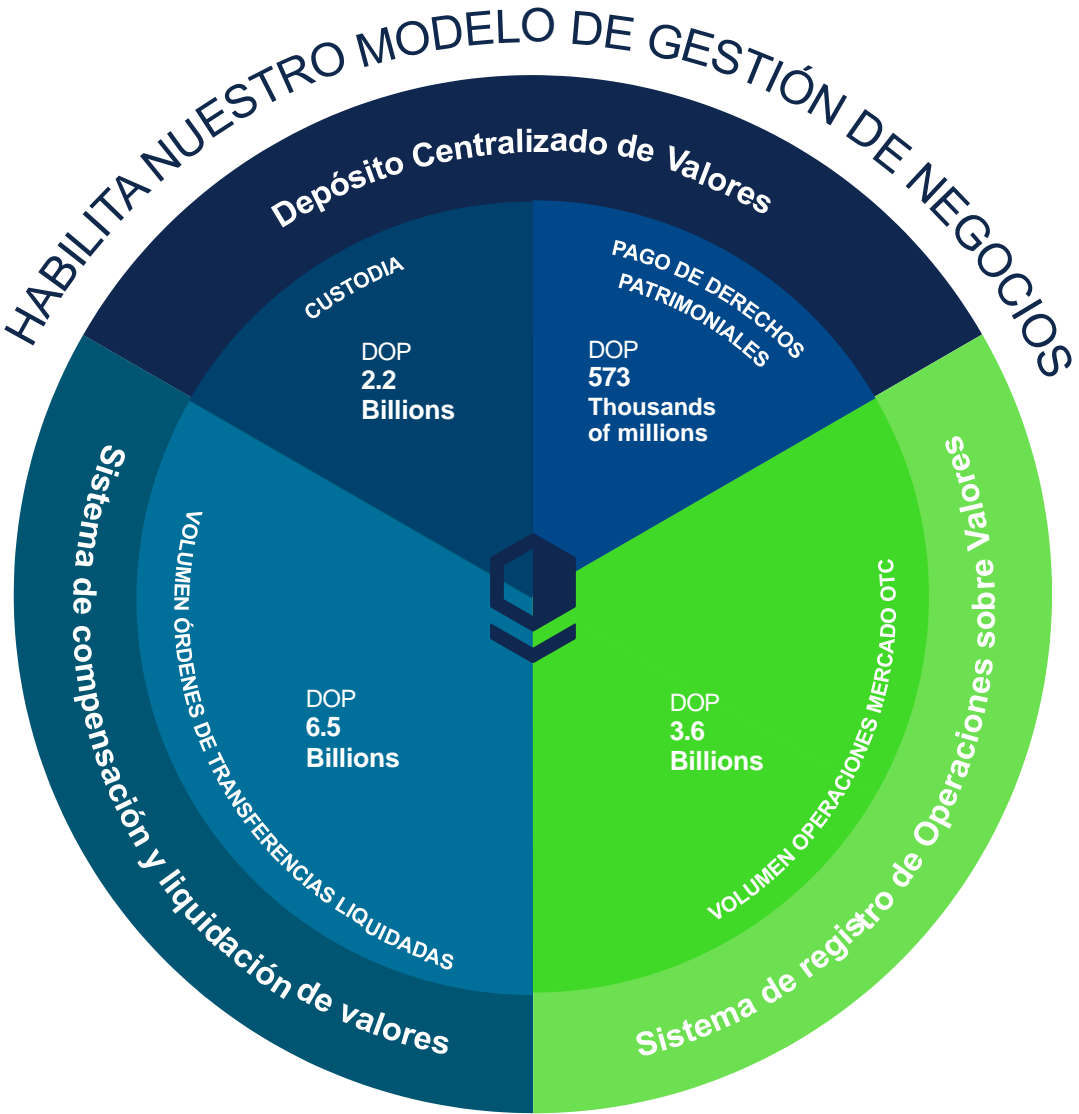 HABILITA NUESTRO MODELO DE GESTIÓN DE NEGOCIOS
Depósito Centralizado de Valores
CUSTODIA
DOP
2.2
Billions
PAGO DE DERECHOS
PATRIMONIALES
DOP
573
Thousands
of millions
Sistema de compensación y liquidación de valores
VOLUMEN ÓRDENES DE TRANSFERENCIAS LIQUIDADAS
DOP
6.5
Billions
Sistema de registro de Operaciones sobre Valores
VOLUMEN OPERACIONES MERCADO OTC
DOP
3.6
Billions